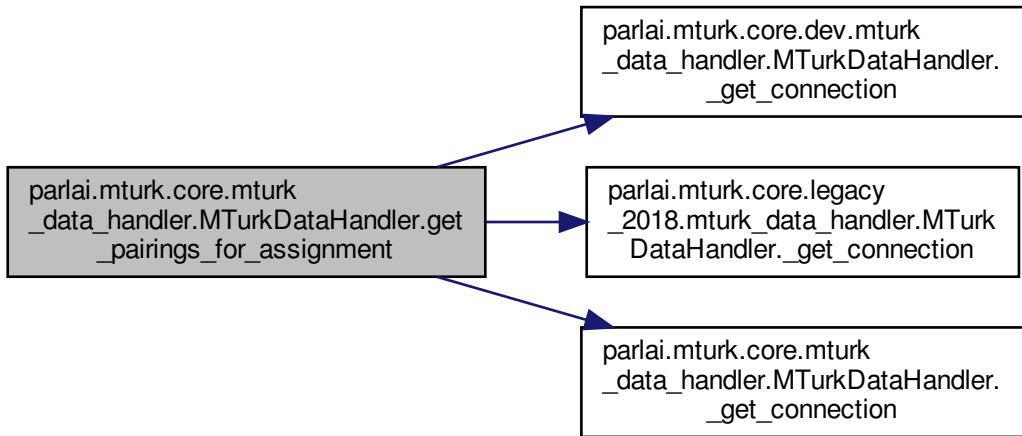 parlai.mturk.core.mturk
_data_handler.MTurkDataHandler.get
_pairings_for_assignment
parlai.mturk.core.dev.mturk
_data_handler.MTurkDataHandler.
_get_connection
parlai.mturk.core.legacy
_2018.mturk_data_handler.MTurk
DataHandler._get_connection
parlai.mturk.core.mturk
_data_handler.MTurkDataHandler.
_get_connection